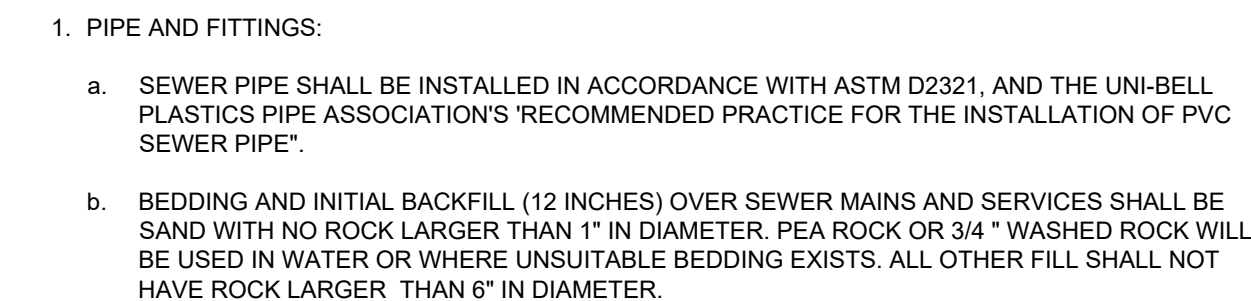 1. PIPE AND FITTINGS:
a. SEWER PIPE SHALL BE INSTALLED IN ACCORDANCE WITH ASTM D2321, AND THE UNI-BELL
PLASTICS PIPE ASSOCIATION'S 'RECOMMENDED PRACTICE FOR THE INSTALLATION OF PVC
SEWER PIPE".
b. BEDDING AND INITIAL BACKFILL (12 INCHES) OVER SEWER MAINS AND SERVICES SHALL BE
SAND WITH NO ROCK LARGER THAN 1" IN DIAMETER. PEA ROCK OR 3/4 " WASHED ROCK WILL
BE USED IN WATER OR WHERE UNSUITABLE BEDDING EXISTS. ALL OTHER FILL SHALL NOT
HAVE ROCK LARGER  THAN 6" IN DIAMETER.